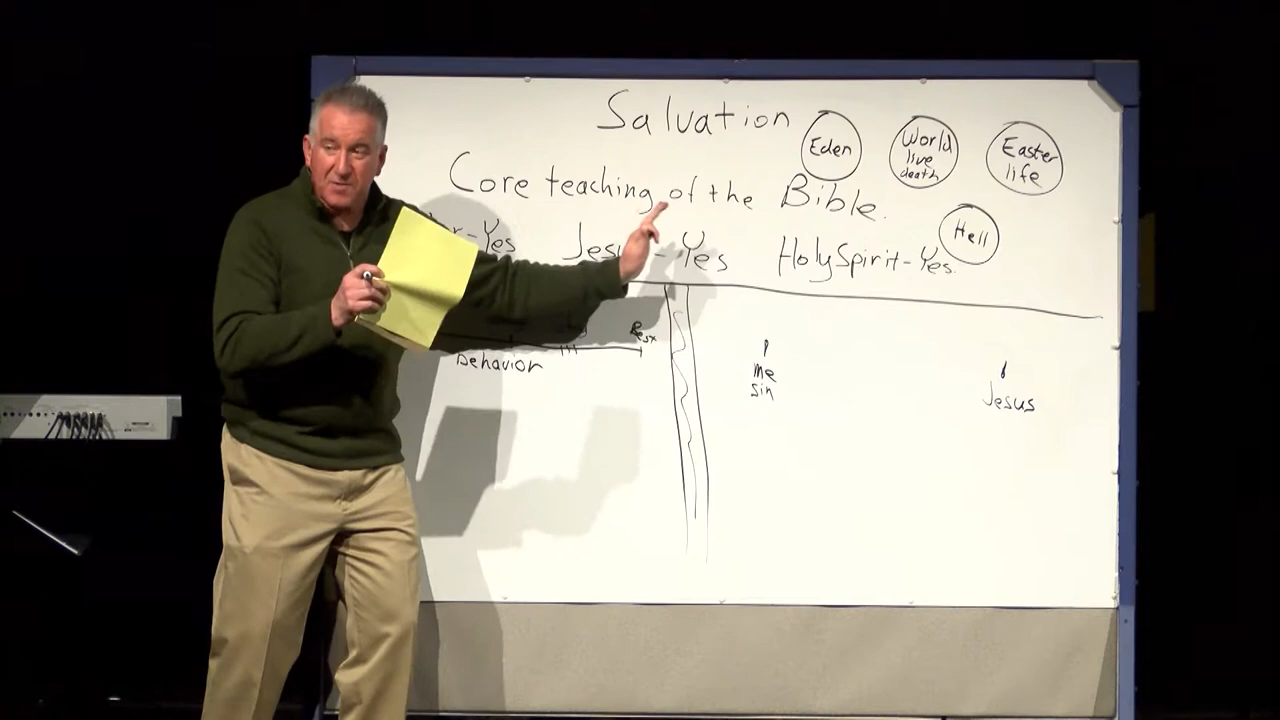 Salvation
Eden
World
live
death
Easter
life
Core teaching of the Bible.
Hell
r-Yes
Jesu - Yes
Holy Spirit - Yes.
Behavior
me
sin
Jesus